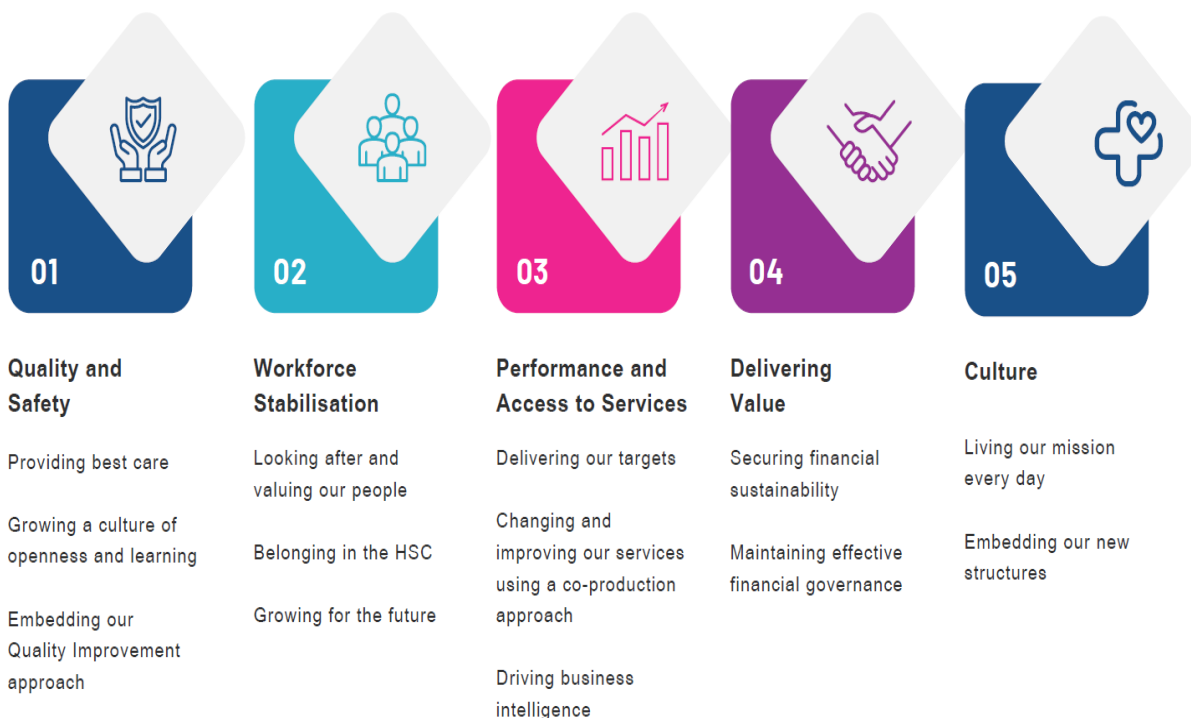 01
Quality and
Safety
Providing best care
Growing a culture of
openness and learning
Embedding our
Quality Improvement
approach
02
Workforce
Stabilisation
Looking after and
valuing our people
Belonging in the HSC
Growing for the future
03
Performance and
Access to Services
Delivering our targets
Changing and
improving our services
using a co-production
approach
Driving business
intelligence
04
Delivering
Value
Securing financial
sustainability
Maintaining effective
financial governance
05
Culture
Living our mission
every day
Embedding our new
structures